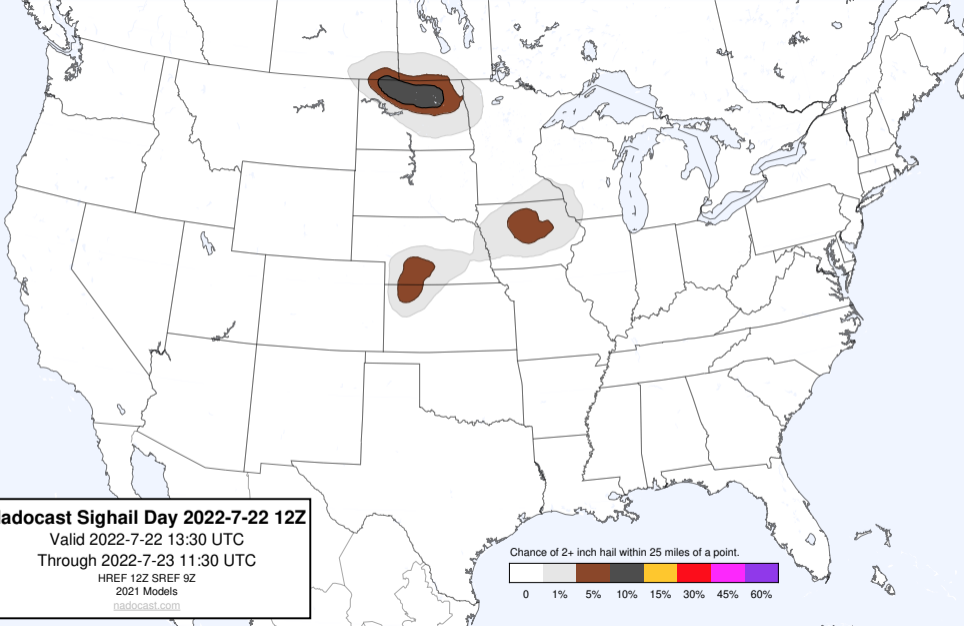 adocast Sighail Day 2022-7-22 12Z
Valid 2022-7-22 13:30 UTC
Through 2022-7-23 11:30 UTC
HREF 12Z SREF 9Z
2021 Models
nadocast.com
Chance of 2+ inch hail within 25 miles of a point.
0 1% 5% 10% 15% 30% 45% 60%